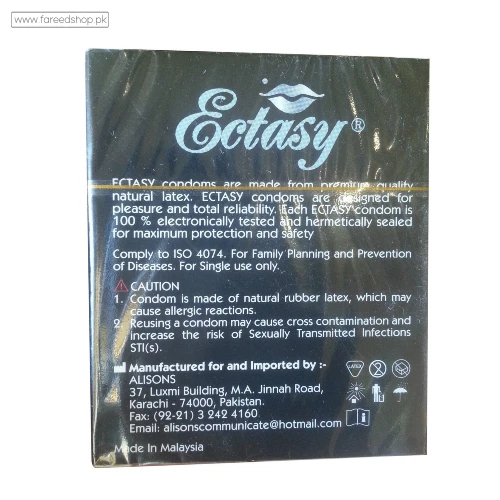 www.fareedshop.pk
Ectasy®
ECTASY condoms are made from premium quality
natural latex. ECTASY condoms are designed for
pleasure and total reliability. Each ECTASY condom is
100 % electronically tested and hermetically sealed
for maximum protection and safety
Comply to ISO 4074. For Family Planning and Prevention
of Diseases. For Single use only.
CAUTION
1. Condom is made of natural rubber latex, which may
cause allergic reactions.
2. Reusing a condom may cause cross contamination and
increase the risk of Sexually Transmitted Infections
STI(s).
Manufactured for and Imported by :-
ALISONS
37, Luxmi Building, M.A. Jinnah Road,
Karachi - 74000, Pakistan.
Fax: (92-21) 3 242 4160
Email: alisonscommunicate@hotmail.com
Made In Malaysia
LATEX